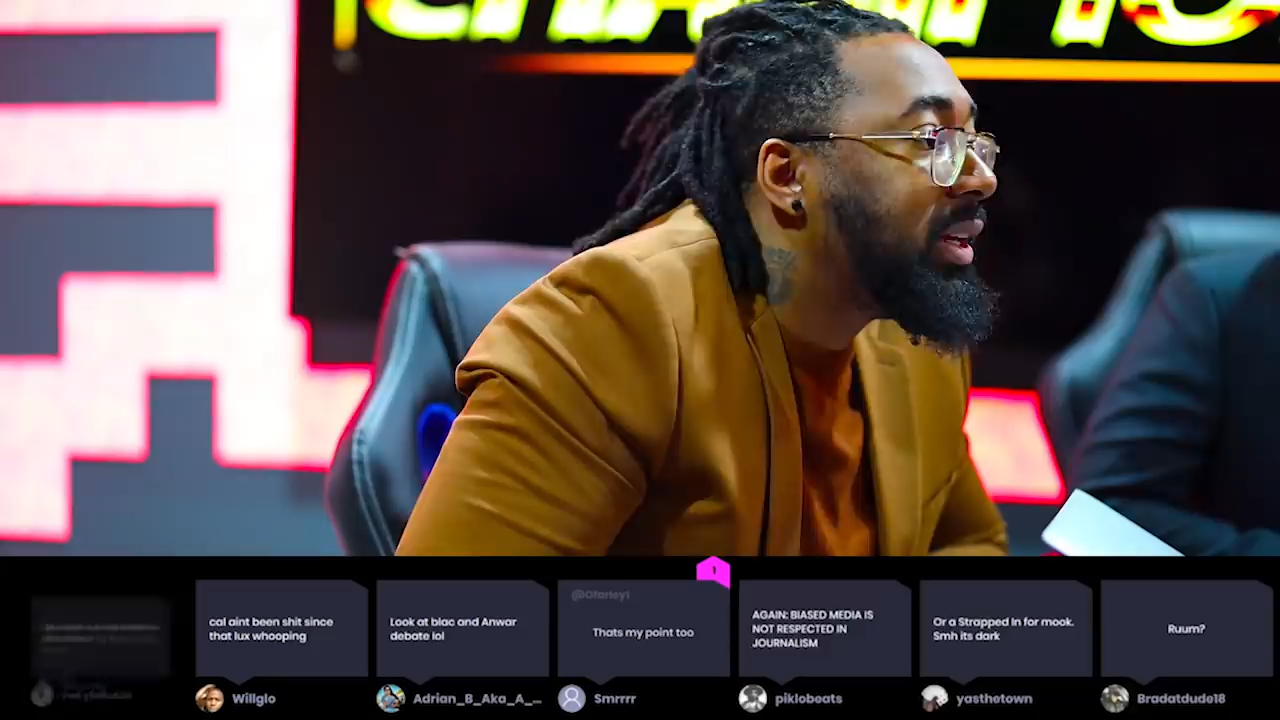 cal aint been shit since
that lux whooping
Look at blac and Anwar
debate lol
@Ofarley1
Thats my point too
1
AGAIN: BIASED MEDIA IS
NOT RESPECTED IN
JOURNALISM
Or a Strapped In for mook.
Smh its dark
Ruum?
Willglo
Adrian_B_Aka_A_...
Smrrrr
piklobeats
yasthetown
Bradatdude18